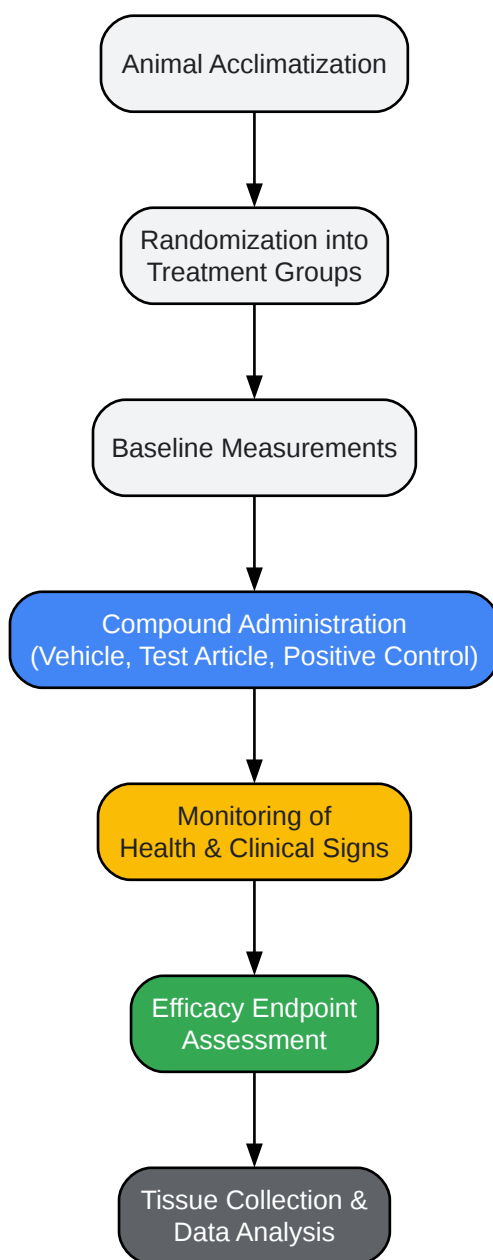 Animal Acclimatization
Randomization into
Treatment Groups
Baseline Measurements
Compound Administration
(Vehicle, Test Article, Positive Control)
Monitoring of
Health & Clinical Signs
Efficacy Endpoint
Assessment
Tissue Collection &
Data Analysis